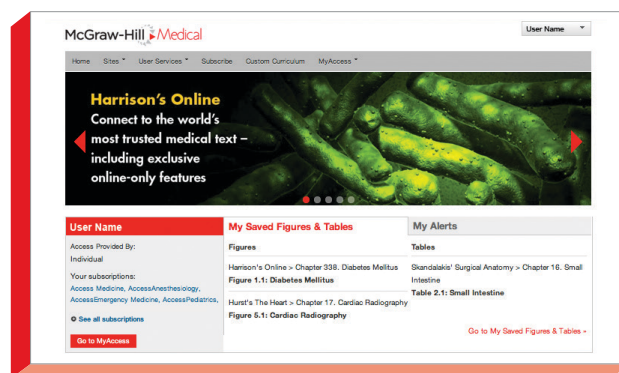 McGraw-Hill Medical
User Name
Home Sites User Services Subscribe Custom Curriculum MyAccess
Harrison's Online
Connect to the world's
most trusted medical text –
including exclusive
online-only features
User Name
Access Provided By:
Individual
Your subscriptions:
Access Medicine, AccessAnesthesiology,
AccessEmergency Medicine, AccessPediatrics,
See all subscriptions
Go to MyAccess
My Saved Figures & Tables
Figures
Harrison's Online > Chapter 338. Diabetes Mellitus
Figure 1.1: Diabetes Mellitus
Hurst's The Heart > Chapter 17. Cardiac Radiography
Figure 5.1: Cardiac Radiography
My Alerts
Tables
Skandalakis' Surgical Anatomy > Chapter 16. Small
Intestine
Table 2.1: Small Intestine
Go to My Saved Figures & Tables »